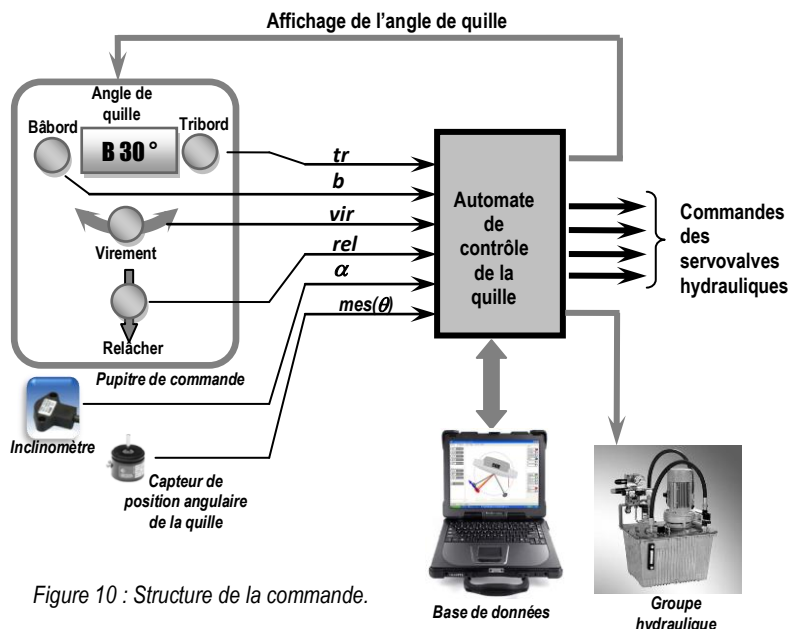 Affichage de l'angle de quille
Angle de
quille
Bâbord
Tribord
B 30 °
Virement
Relâcher
Pupitre de commande
tr
b
vir
rel
α
mes(θ)
Automate
de
contrôle
de la
quille
Commandes
des
servovalves
hydrauliques
Inclinomètre
Capteur de
position angulaire
de la quille
Figure 10 : Structure de la commande.
Base de données
Groupe
hydraulique